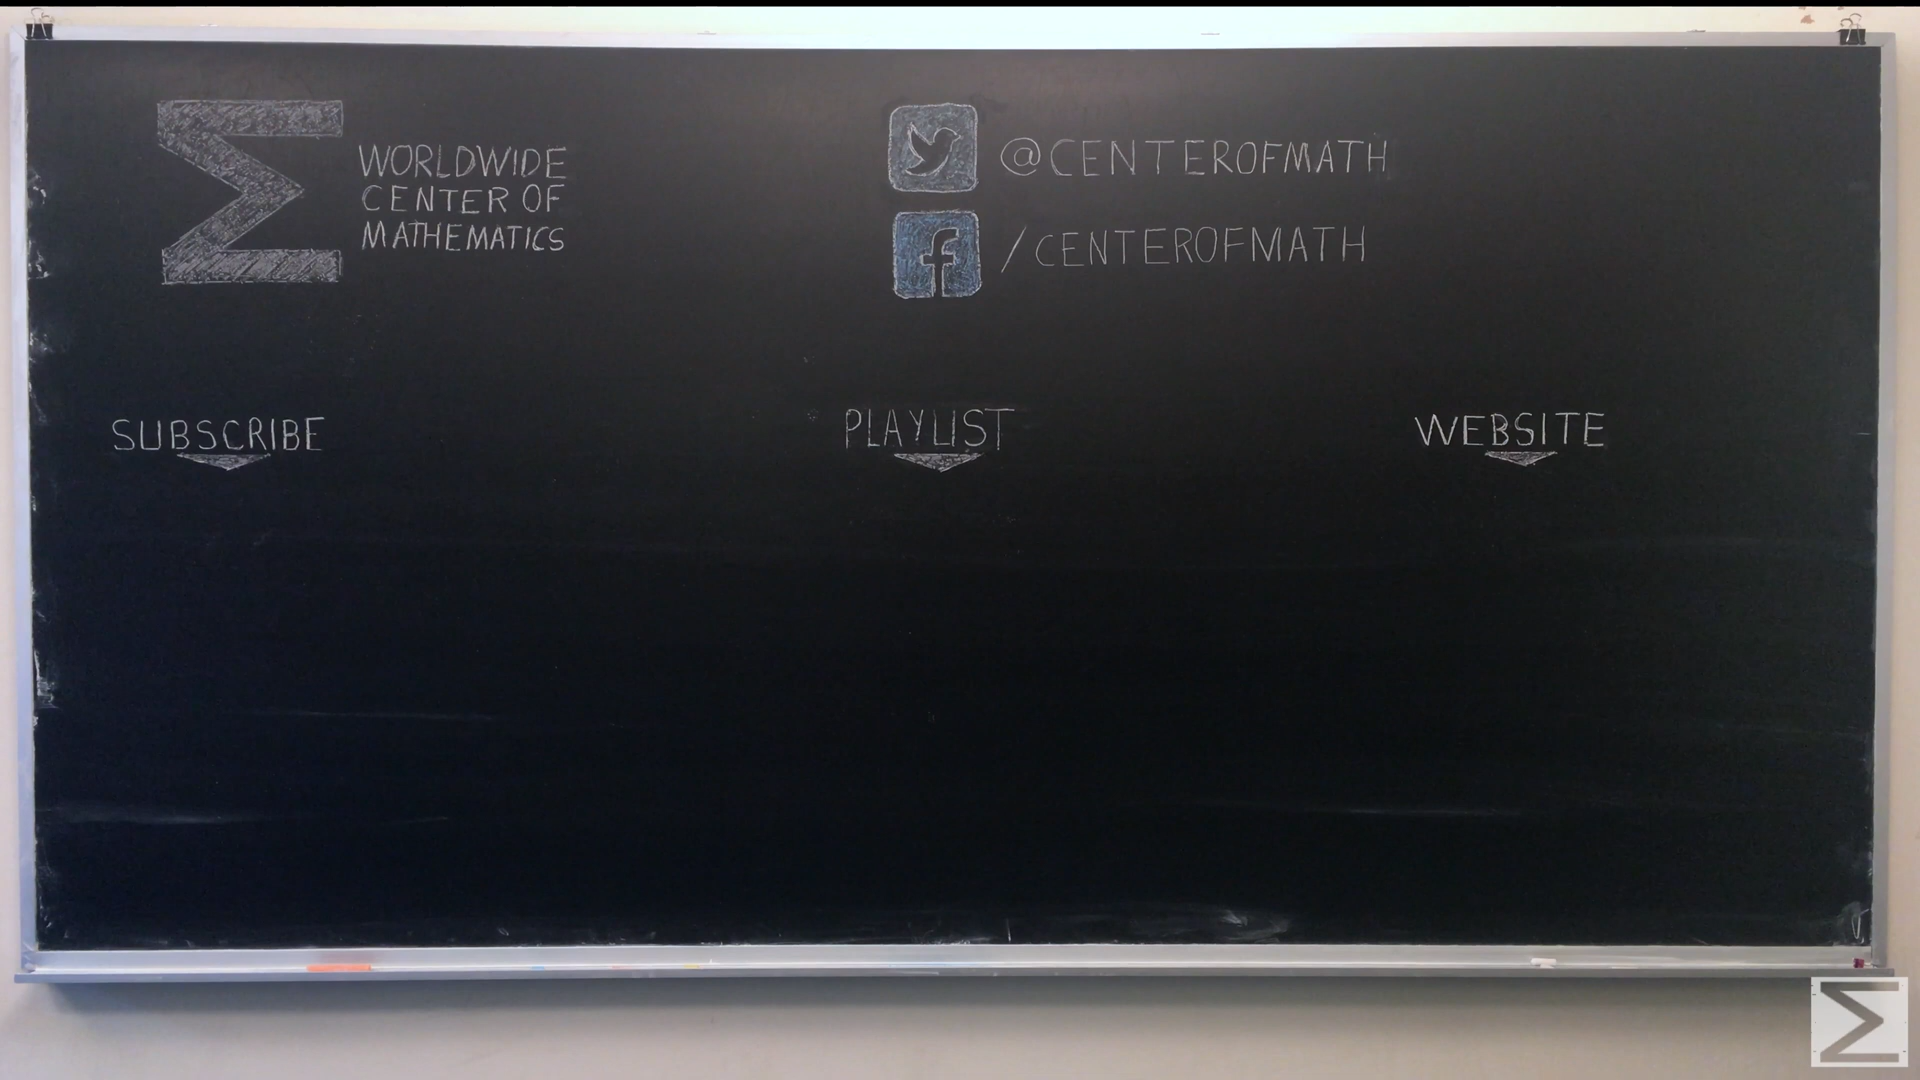 WORLDWIDE
CENTER OF
MATHEMATICS
@CENTEROFMATH
/CENTEROFMATH
SUBSCRIBE
PLAYLIST
WEBSITE